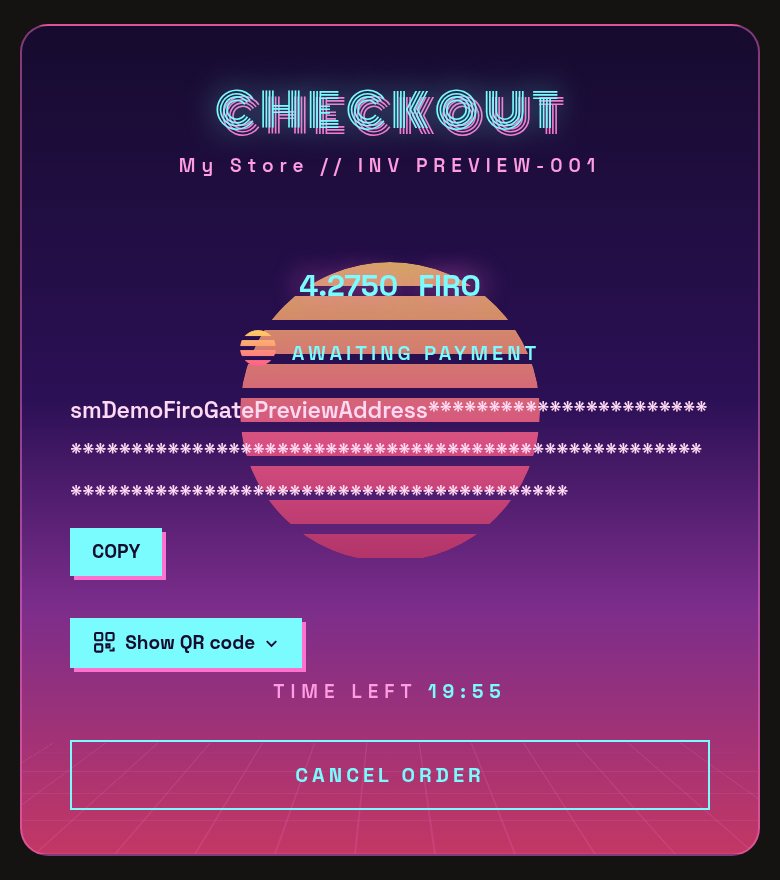 CHECKOUT
My Store // INV PREVIEW-001
4.2750 FIRO
AWAITING PAYMENT
smDemoFiroGatePreviewAddress***********************
****************************************************
*****************************************
COPY
Show QR code
TIME LEFT 19:55
CANCEL ORDER